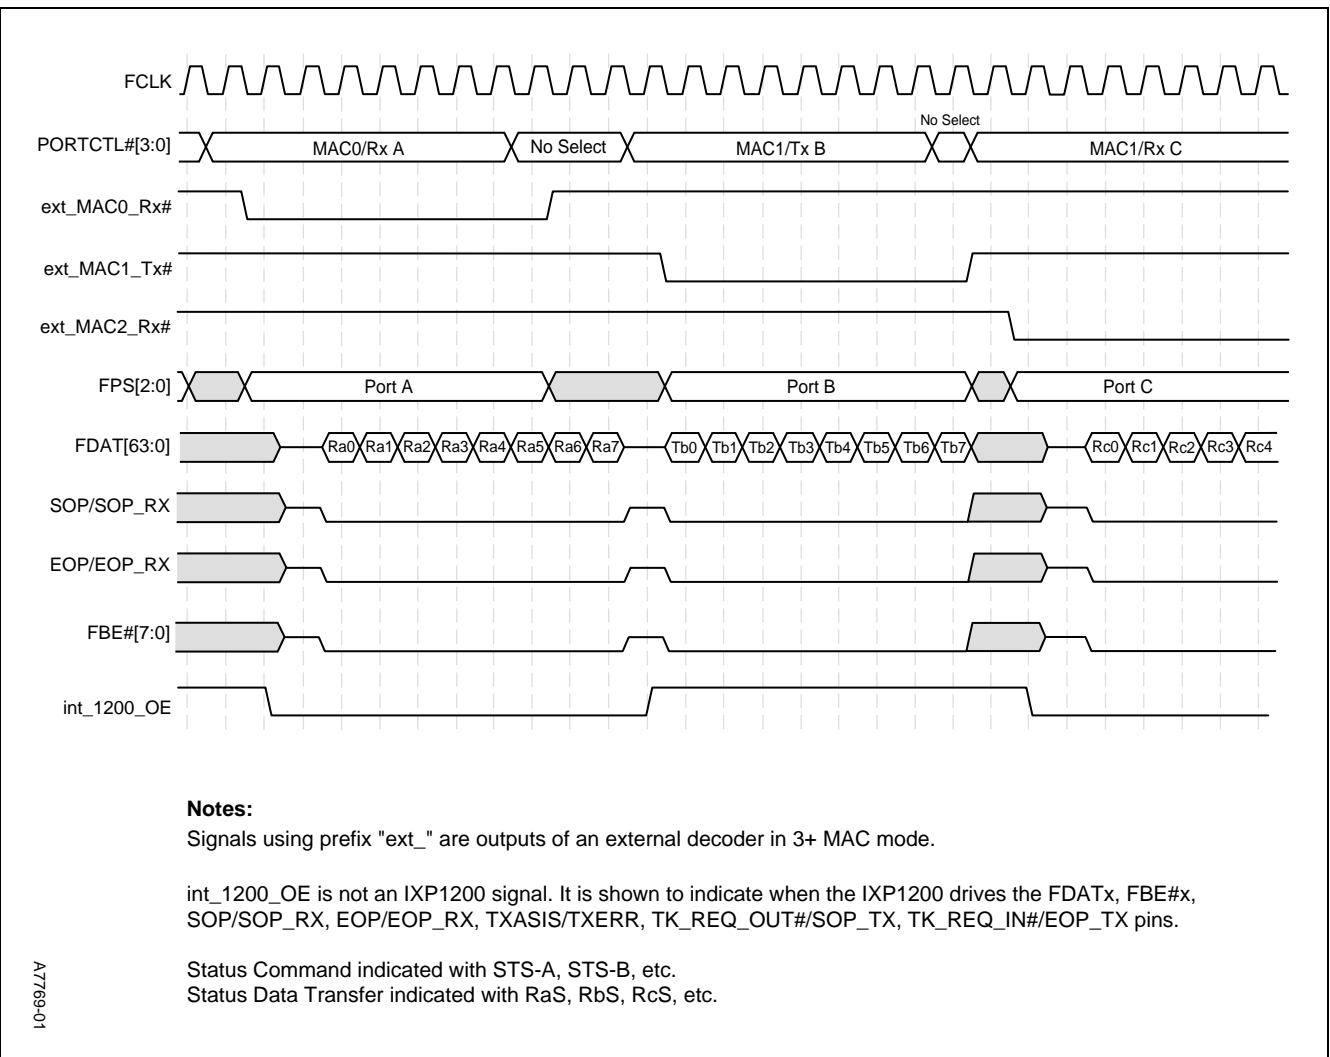 FCLK
No Select
PORTCTL#[3:0]
MAC0/Rx A
No Select
MAC1/Tx B
MAC1/Rx C
ext_MAC0_Rx#
ext_MAC1_Tx#
ext_MAC2_Rx#
FPS[2:0]
Port A
Port B
Port C
FDAT[63:0]
Ra0 Ra1 Ra2 Ra3 Ra4 Ra5 Ra6 Ra7
Tb0 Tb1 Tb2 Tb3 Tb4 Tb5 Tb6 Tb7
Rc0 Rc1 Rc2 Rc3 Rc4
SOP/SOP_RX
EOP/EOP_RX
FBE#[7:0]
int_1200_OE
Notes:
Signals using prefix "ext_" are outputs of an external decoder in 3+ MAC mode.
int_1200_OE is not an IXP1200 signal. It is shown to indicate when the IXP1200 drives the FDATx, FBE#x,
SOP/SOP_RX, EOP/EOP_RX, TXASIS/TXERR, TK_REQ_OUT#/SOP_TX, TK_REQ_IN#/EOP_TX pins.
Status Command indicated with STS-A, STS-B, etc.
Status Data Transfer indicated with RaS, RbS, RcS, etc.
A7769-01